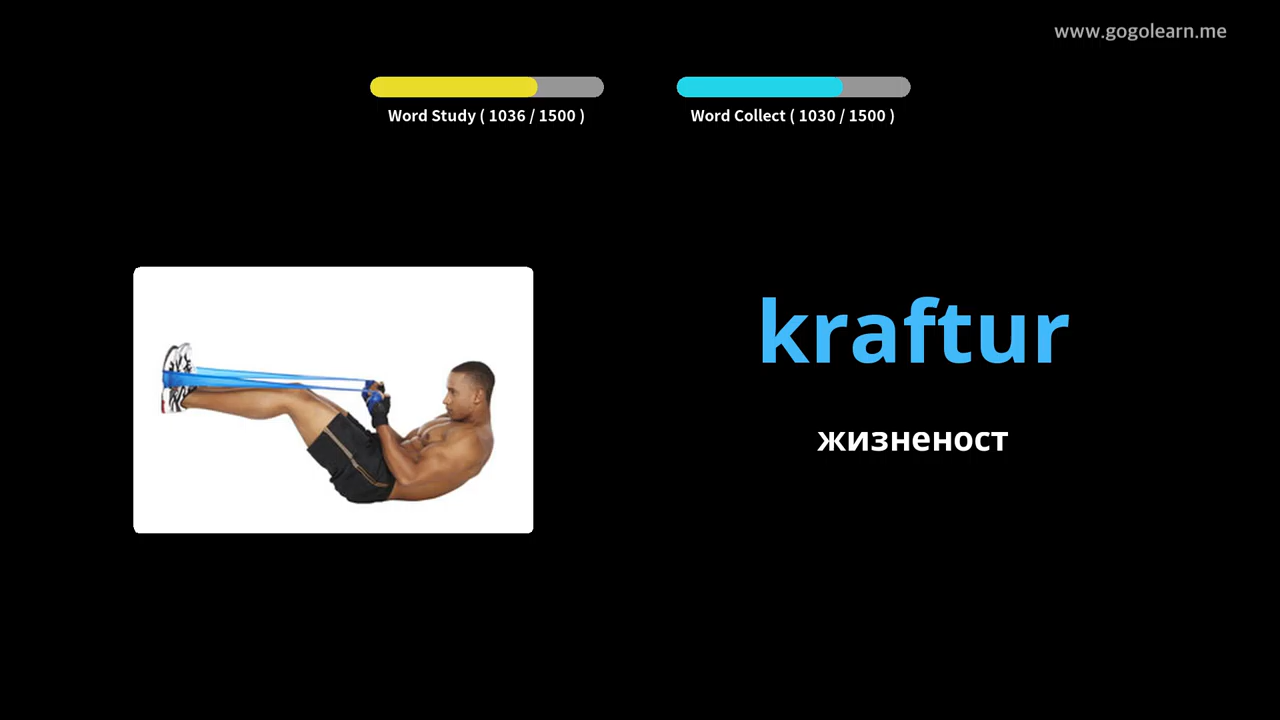 www.gogolearn.me
Word Study ( 1036 / 1500 )
Word Collect ( 1030 / 1500 )
kraftur
жизненост